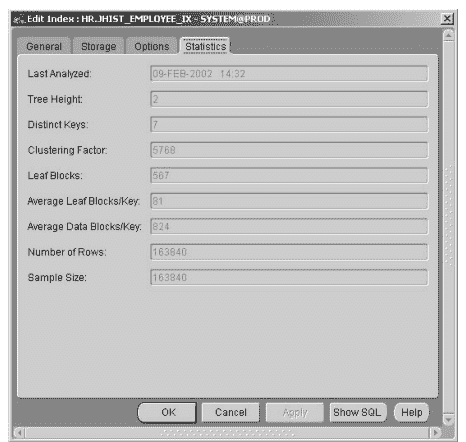 Edit Index : HR.JHIST_EMPLOYEE_IX - SYSTEM@PROD
General Storage Options Statistics
Last Analyzed: 09-FEB-2002 14:32
Tree Height: 2
Distinct Keys: 7
Clustering Factor: 5768
Leaf Blocks: 567
Average Leaf Blocks/Key: 81
Average Data Blocks/Key: 824
Number of Rows: 163840
Sample Size: 163840
OK Cancel Apply Show SQL Help